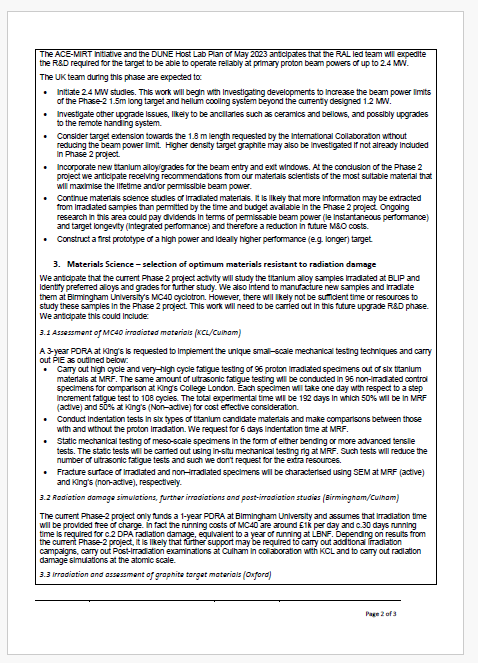 The ACE-MIRT initiative and the DUNE Host Lab Plan of May 2023 anticipates that the RAL led team will expedite
the R&D required for the target to be able to operate reliably at primary proton beam powers of up to 2.4 MW.
The UK team during this phase are expected to:
• Initiate 2.4 MW studies. This work will begin with investigating developments to increase the beam power limits
of the Phase-2 1.5m long target and helium cooling system beyond the currently designed 1.2 MW.
• Investigate other upgrade issues, likely to be ancillaries such as ceramics and bellows, and possibly upgrades
to the remote handling system.
• Consider target extension towards the 1.8 m length requested by the International Collaboration without
reducing the beam power limit. Higher density target graphite may also be investigated if not already included
in Phase 2 project.
• Incorporate new titanium alloy/grades for the beam entry and exit windows. At the conclusion of the Phase 2
project we anticipate receiving recommendations from our materials scientists of the most suitable material that
will maximise the lifetime and/or permissible beam power.
• Continue materials science studies of irradiated materials. It is likely that more information may be extracted
from irradiated samples than permitted by the time and budget available in the Phase 2 project. Ongoing
research in this area could pay dividends in terms of permissible beam power (ie instantaneous performance)
and target longevity (integrated performance) and therefore a reduction in future M&O costs.
• Construct a first prototype of a high power and ideally higher performance (e.g. longer) target.
3. Materials Science – selection of optimum materials resistant to radiation damage
We anticipate that the current Phase 2 project activity will study the titanium alloy samples irradiated at BLIP and
identify preferred alloys and grades for further study. We also intend to manufacture new samples and irradiate
them at Birmingham University's MC40 cyclotron. However, there will likely not be sufficient time or resources to
study these samples in the Phase 2 project. This work will need to be carried out in this future upgrade R&D phase.
We anticipate this could include:
3.1 Assessment of MC40 irradiated materials (KCL/Culham)
A 3-year PDRA at King's is requested to implement the unique small–scale mechanical testing techniques and carry
out PIE as outlined below:
• Carry out high cycle and very–high cycle fatigue testing of 96 proton irradiated specimens out of six titanium
materials at MRF. The same amount of ultrasonic fatigue testing will be conducted in 96 non-irradiated control
specimens for comparison at King's College London. Each specimen will take one day with respect to a step
increment fatigue test to 108 cycles. The total experimental time will be 192 days in which 50% will be in MRF
(active) and 50% at King's (Non–active) for cost effective consideration.
• Conduct indentation tests in six types of titanium candidate materials and make comparisons between those
with and without the proton irradiation. We request for 6 days indentation time at MRF.
• Static mechanical testing of meso-scale specimens in the form of either bending or more advanced tensile
tests. The static tests will be carried out using in-situ mechanical testing rig at MRF. Such tests will reduce the
number of ultrasonic fatigue tests and such we don't request for the extra resources.
• Fracture surface of irradiated and non–irradiated specimens will be characterised using SEM at MRF (active)
and King's (non-active), respectively.
3.2 Radiation damage simulations, further irradiations and post-irradiation studies (Birmingham/Culham)
The current Phase-2 project only funds a 1-year PDRA at Birmingham University and assumes that irradiation time
will be provided free of charge. In fact the running costs of MC40 are around £1k per day and c.30 days running
time is required for c.2 DPA radiation damage, equivalent to a year of running at LBNF. Depending on results from
the current Phase-2 project, it is likely that further support may be required to carry out additional irradiation
campaigns, carry out Post-Irradiation examinations at Culham in collaboration with KCL and to carry out radiation
damage simulations at the atomic scale.
3.3 Irradiation and assessment of graphite target materials (Oxford)
Page 2 of 3